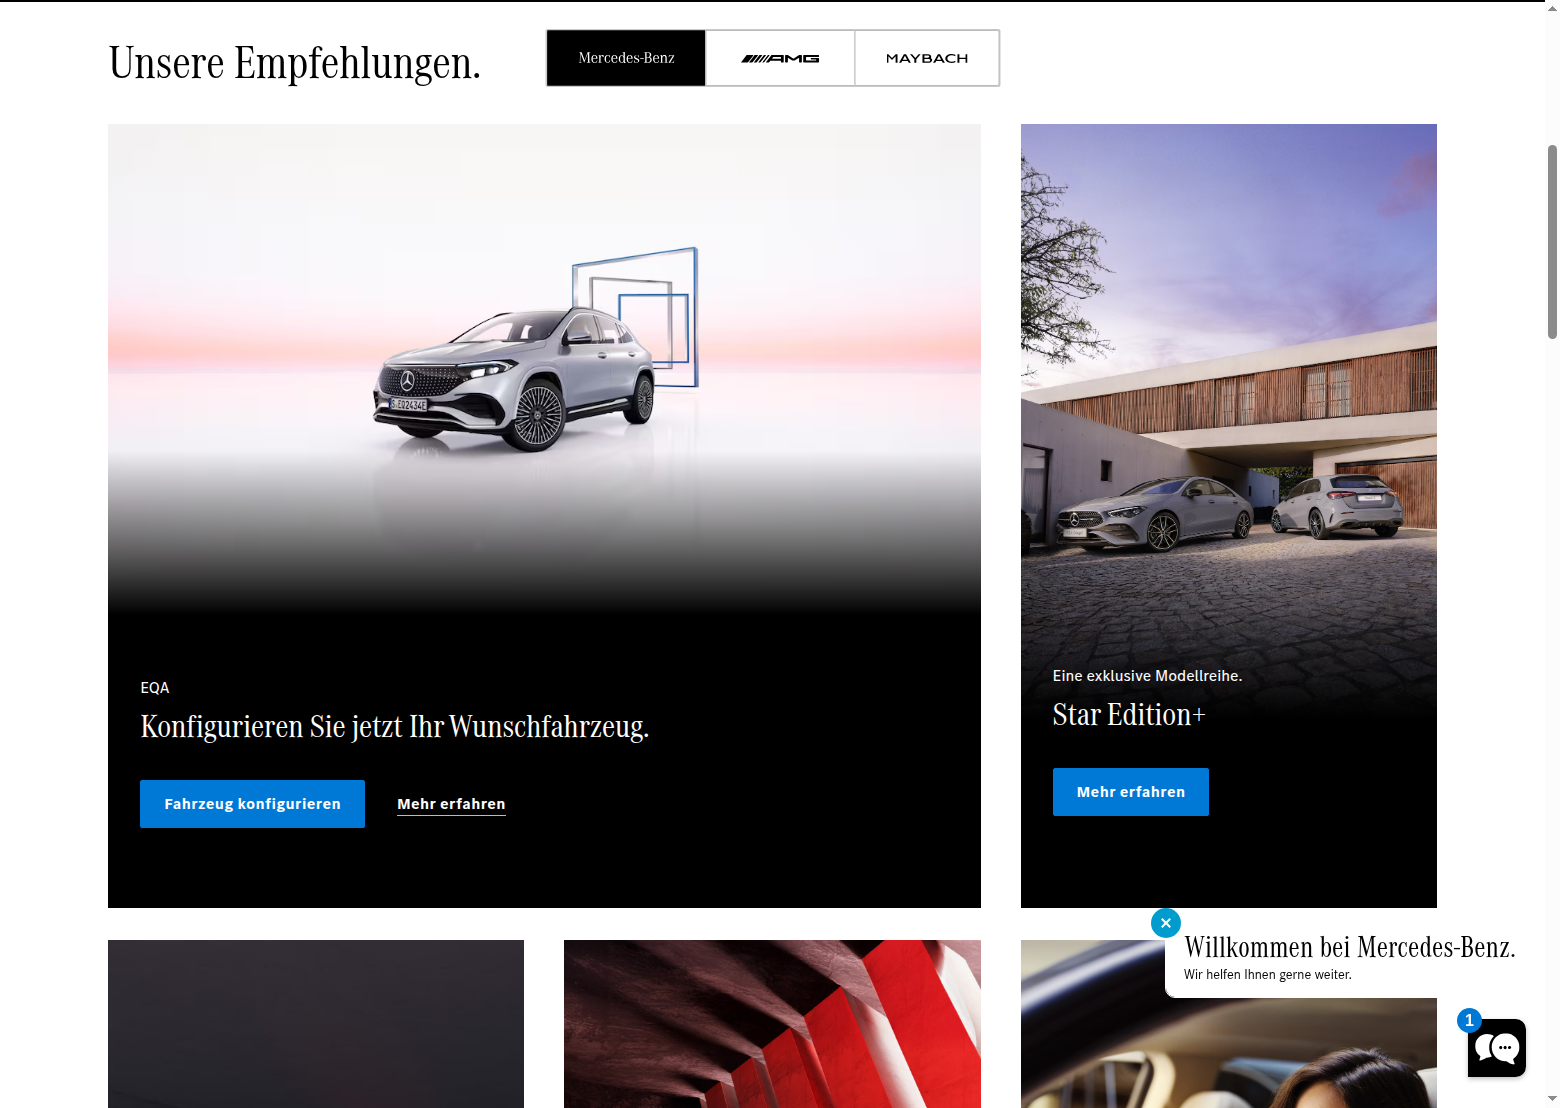 Unsere Empfehlungen.
Mercedes-Benz
AMG
MAYBACH
S·EQ2434E
EQA
Konfigurieren Sie jetzt Ihr Wunschfahrzeug.
Fahrzeug konfigurieren
Mehr erfahren
Eine exklusive Modellreihe.
Star Edition+
Mehr erfahren
Willkommen bei Mercedes-Benz.
Wir helfen Ihnen gerne weiter.
1